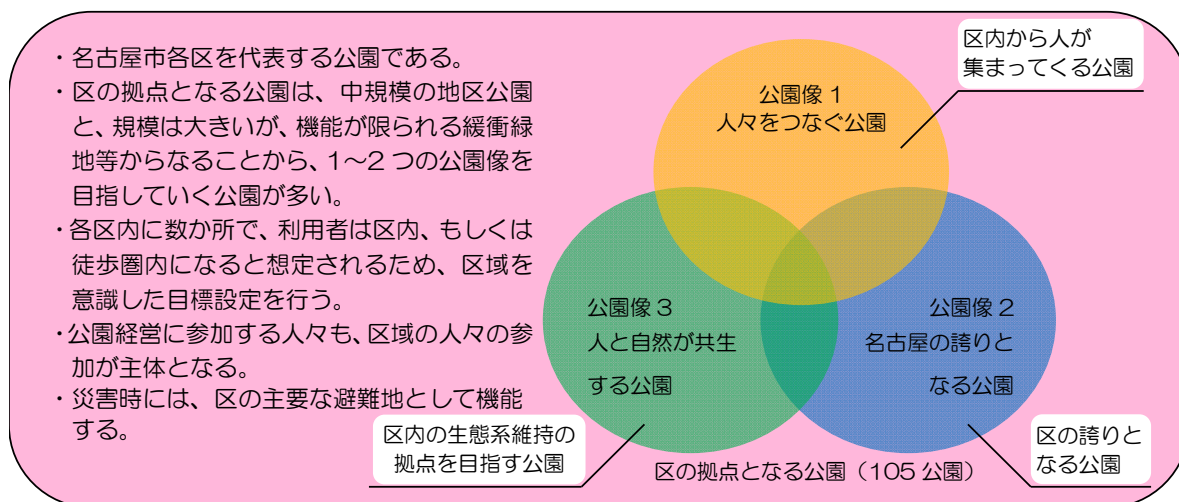 ・名古屋市各区を代表する公園である。
・区の拠点となる公園は、中規模の地区公園
と、規模は大きいが、機能が限られる緩衝緑
地等からなることから、1～2 つの公園像を
目指していく公園が多い。
・各区内に数か所で、利用者は区内、もしくは
徒歩圏内になると想定されるため、区域を
意識した目標設定を行う。
・公園経営に参加する人々も、区域の人々の参
加が主体となる。
・災害時には、区の主要な避難地として機能
する。
区内から人が
集まってくる公園
公園像 1
人々をつなぐ公園
公園像 3
人と自然が共生
する公園
公園像 2
名古屋の誇りと
なる公園
区内の生態系維持の
拠点を目指す公園
区の誇りと
なる公園
区の拠点となる公園（105 公園）